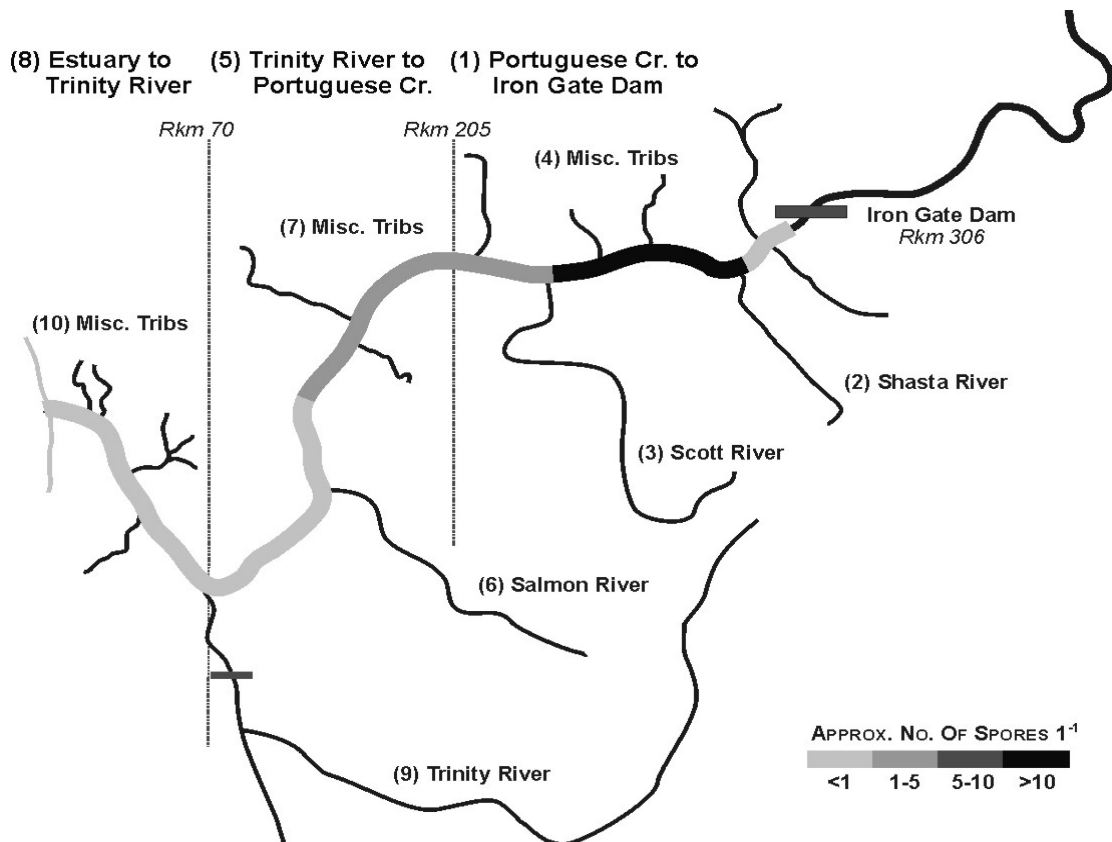 (8) Estuary to
Trinity River
(5) Trinity River to
Portuguese Cr.
(1) Portuguese Cr. to
Iron Gate Dam
Rkm 70
Rkm 205
(4) Misc. Tribs
(7) Misc. Tribs
Iron Gate Dam
Rkm 306
(10) Misc. Tribs
(2) Shasta River
(3) Scott River
(6) Salmon River
(9) Trinity River
APPROX. NO. OF SPORES 1⁻¹
<1 1-5 5-10 >10